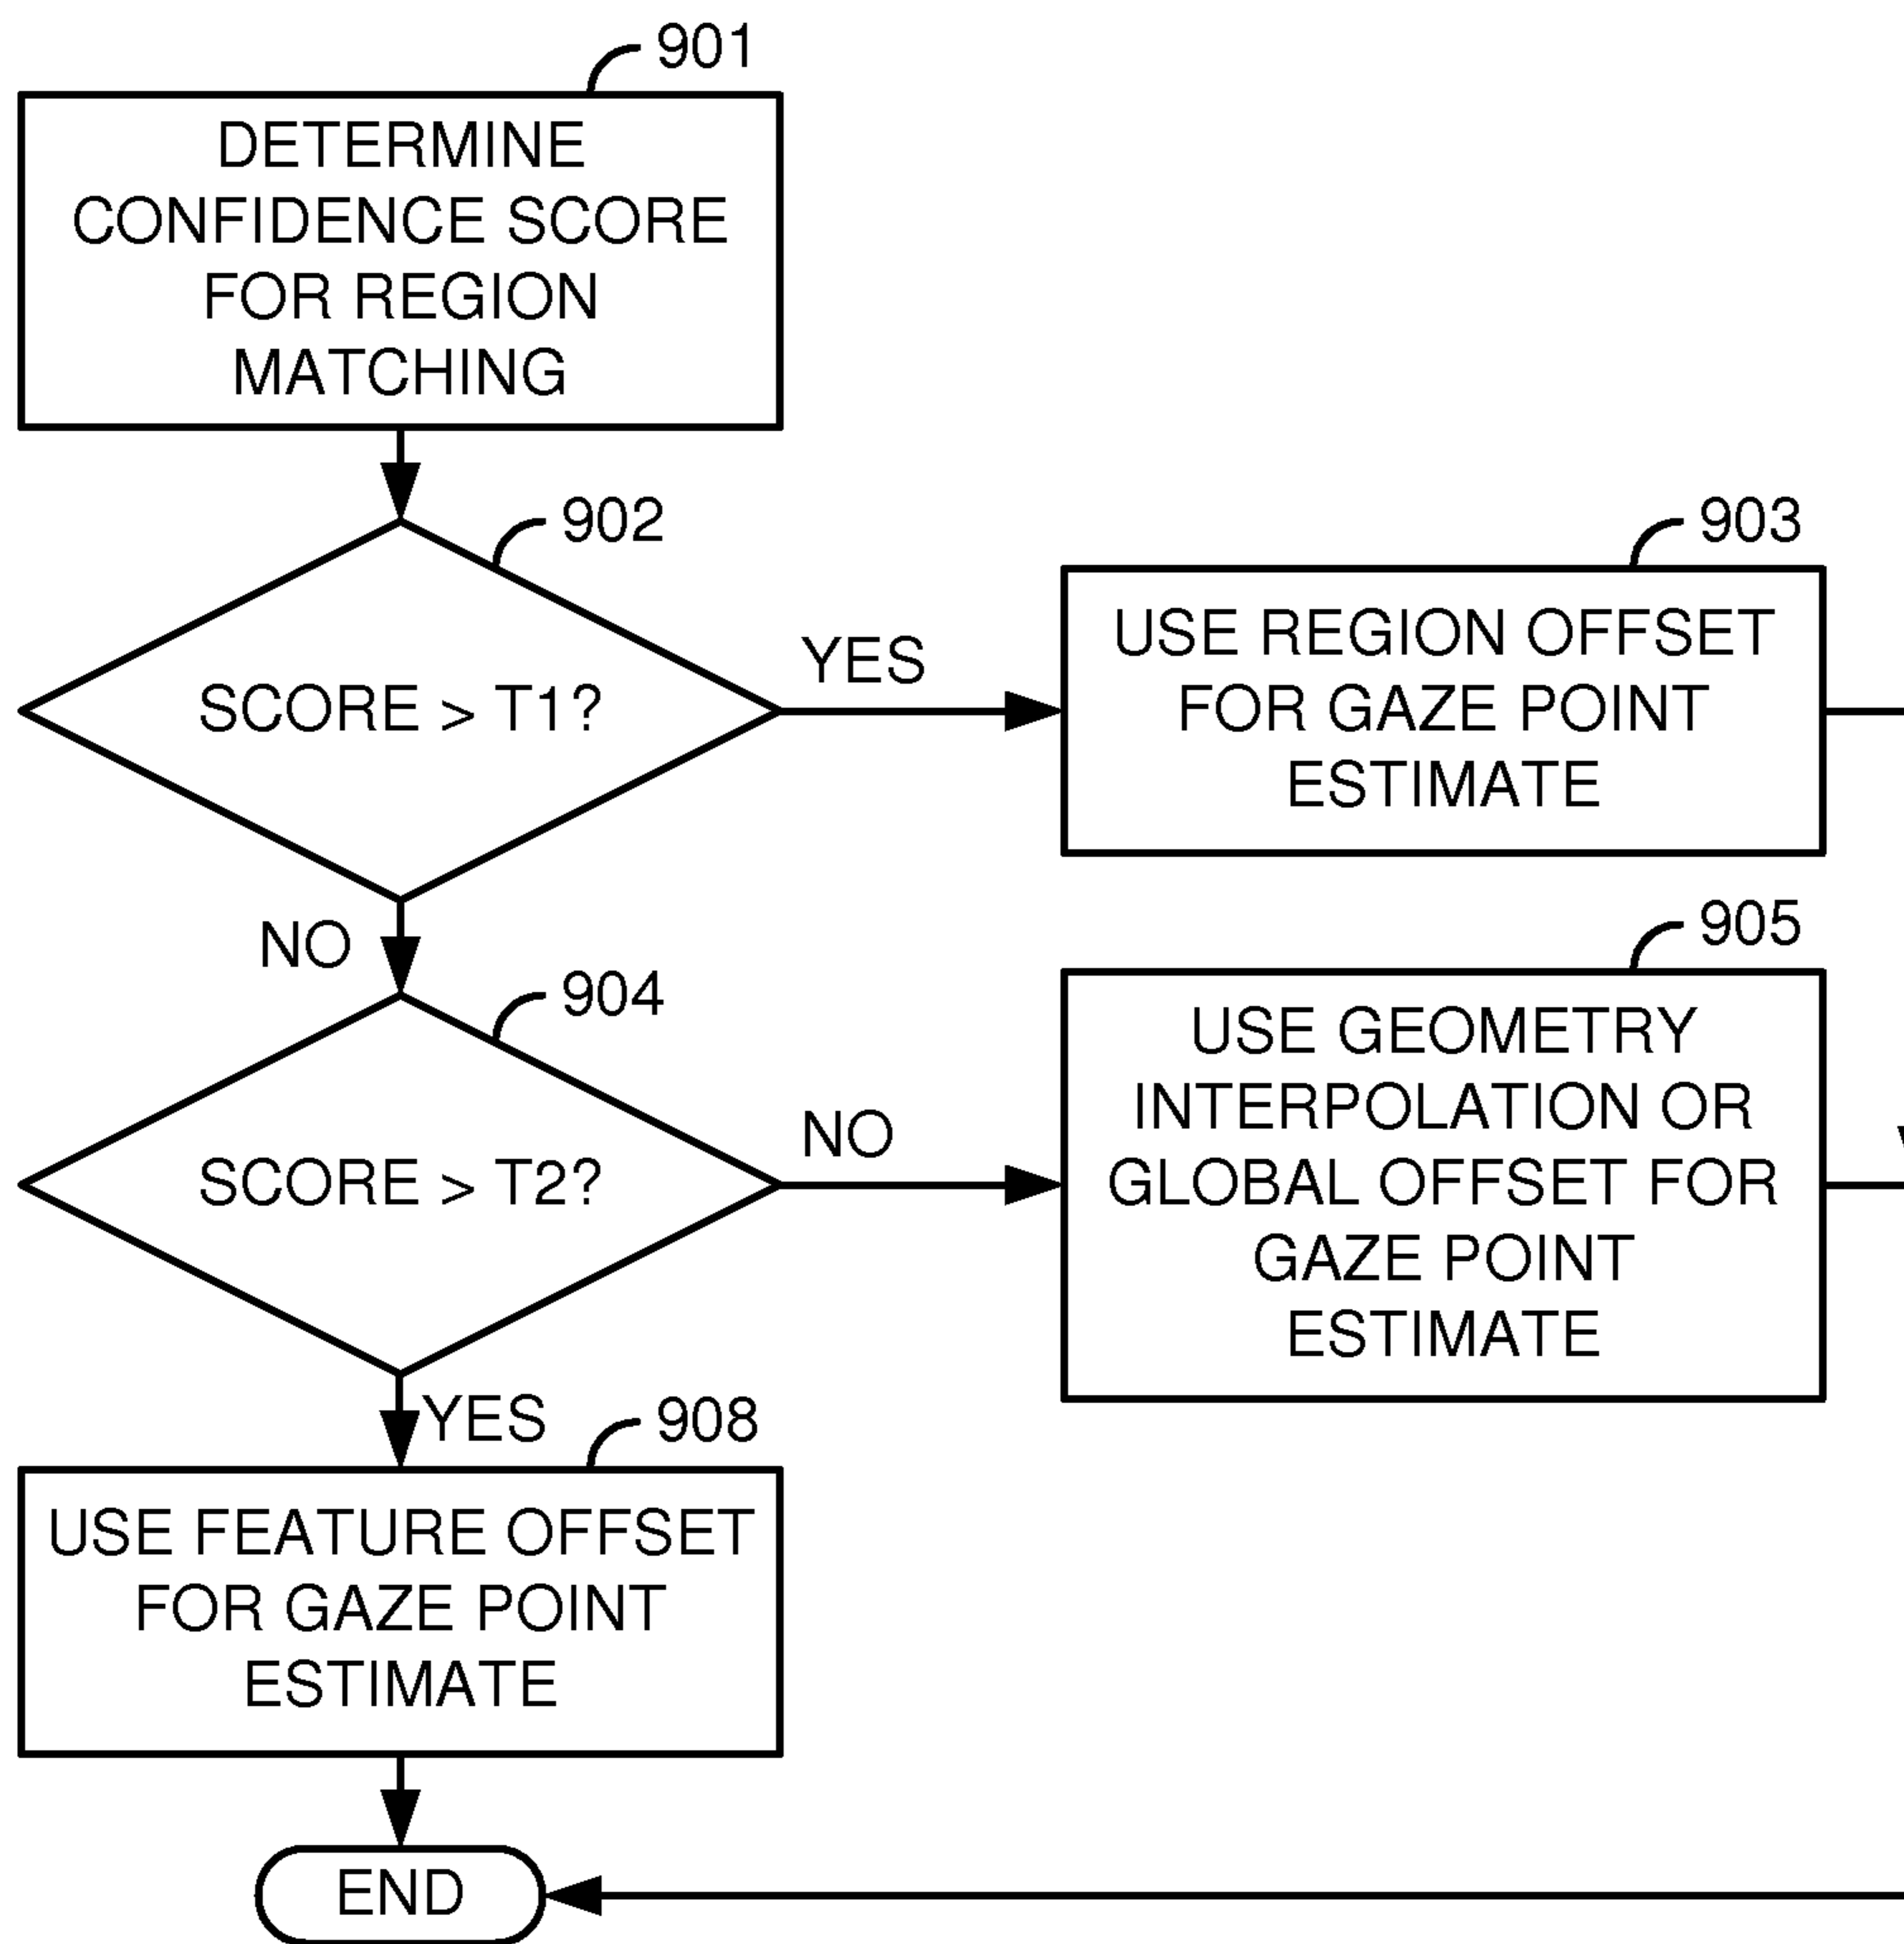 901
DETERMINE
CONFIDENCE SCORE
FOR REGION
MATCHING
902
SCORE > T1?
YES
903
USE REGION OFFSET
FOR GAZE POINT
ESTIMATE
NO
904
SCORE > T2?
NO
905
USE GEOMETRY
INTERPOLATION OR
GLOBAL OFFSET FOR
GAZE POINT
ESTIMATE
YES
908
USE FEATURE OFFSET
FOR GAZE POINT
ESTIMATE
END